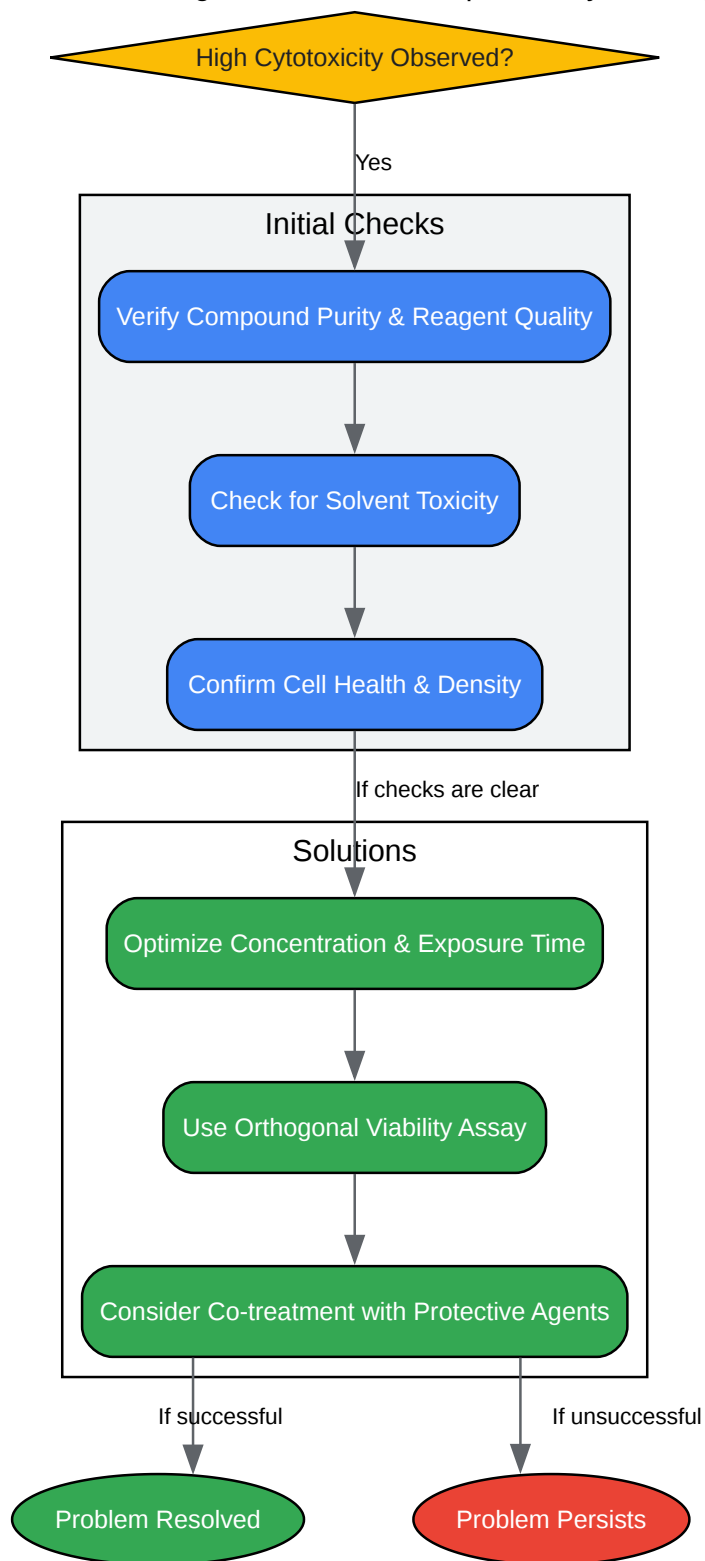 High Cytotoxicity Observed?
Yes
Initial Checks
Verify Compound Purity & Reagent Quality
Check for Solvent Toxicity
Confirm Cell Health & Density
If checks are clear
Solutions
Optimize Concentration & Exposure Time
Use Orthogonal Viability Assay
Consider Co-treatment with Protective Agents
If successful
If unsuccessful
Problem Resolved
Problem Persists